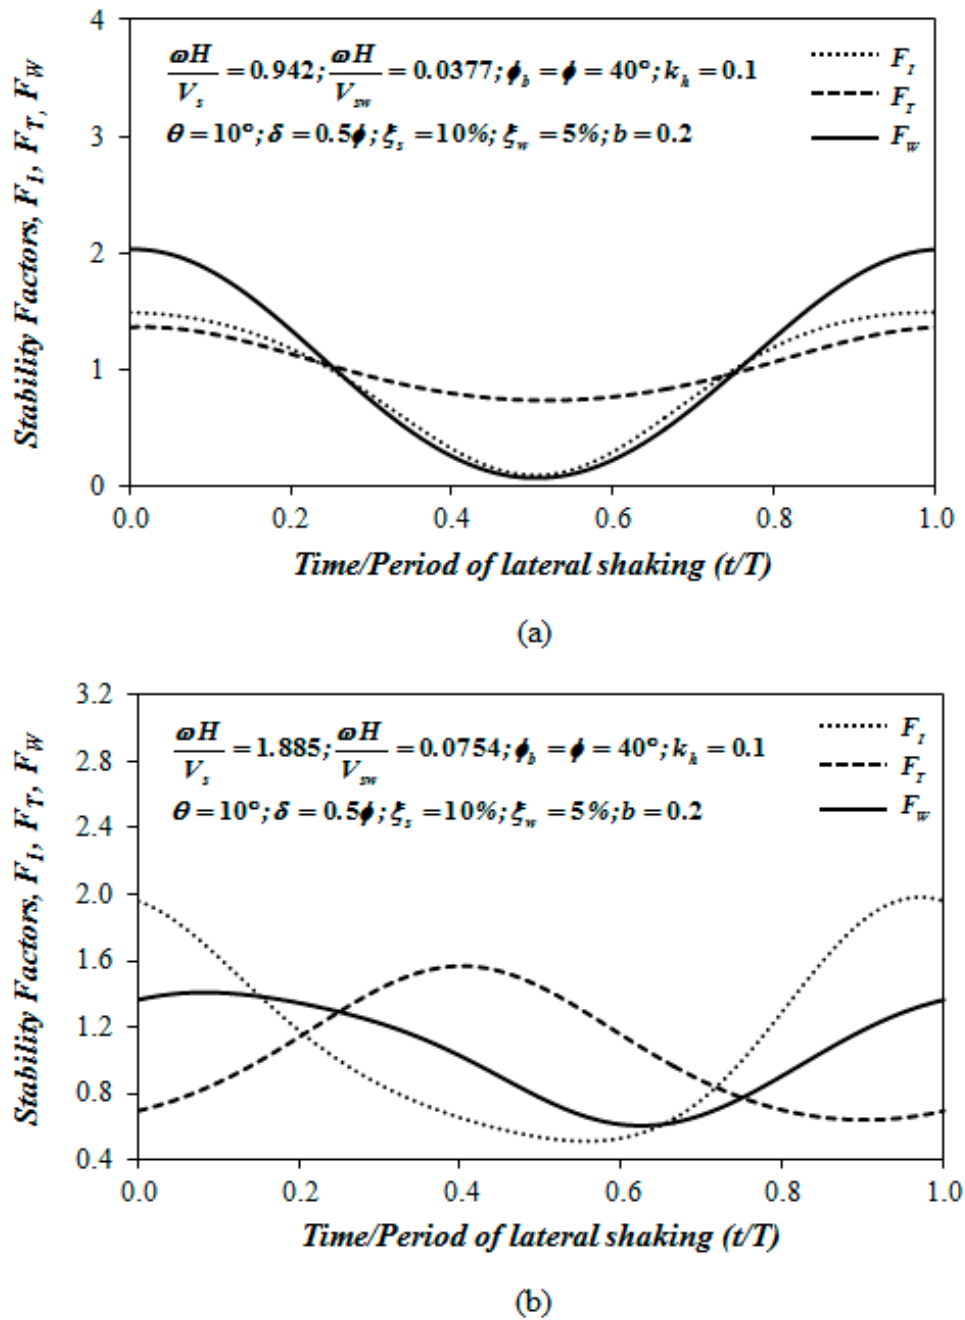 Stability Factors, F_I, F_T, F_W
4
3
2
1
0
ωH/V_s = 0.942; ωH/V_sw = 0.0377; ϕ_b = ϕ = 40°; k_h = 0.1
θ = 10°; δ = 0.5ϕ; ξ_s = 10%; ξ_w = 5%; b = 0.2
F_I
F_T
F_W
0.0 0.2 0.4 0.6 0.8 1.0
Time/Period of lateral shaking (t/T)
(a)
Stability Factors, F_I, F_T, F_W
3.2
2.8
2.4
2.0
1.6
1.2
0.8
0.4
ωH/V_s = 1.885; ωH/V_sw = 0.0754; ϕ_b = ϕ = 40°; k_h = 0.1
θ = 10°; δ = 0.5ϕ; ξ_s = 10%; ξ_w = 5%; b = 0.2
F_I
F_T
F_W
0.0 0.2 0.4 0.6 0.8 1.0
Time/Period of lateral shaking (t/T)
(b)